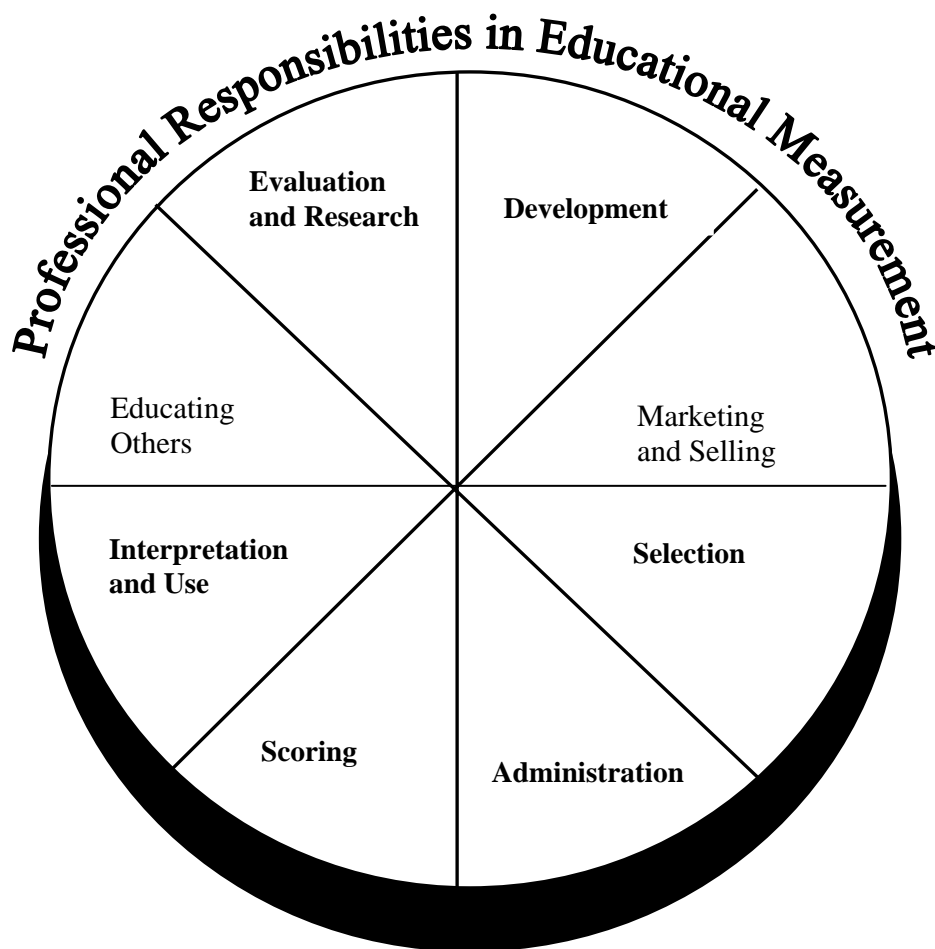 Professional Responsibilities in Educational Measurement
Evaluation
and Research
Development
Educating
Others
Marketing
and Selling
Interpretation
and Use
Selection
Scoring
Administration